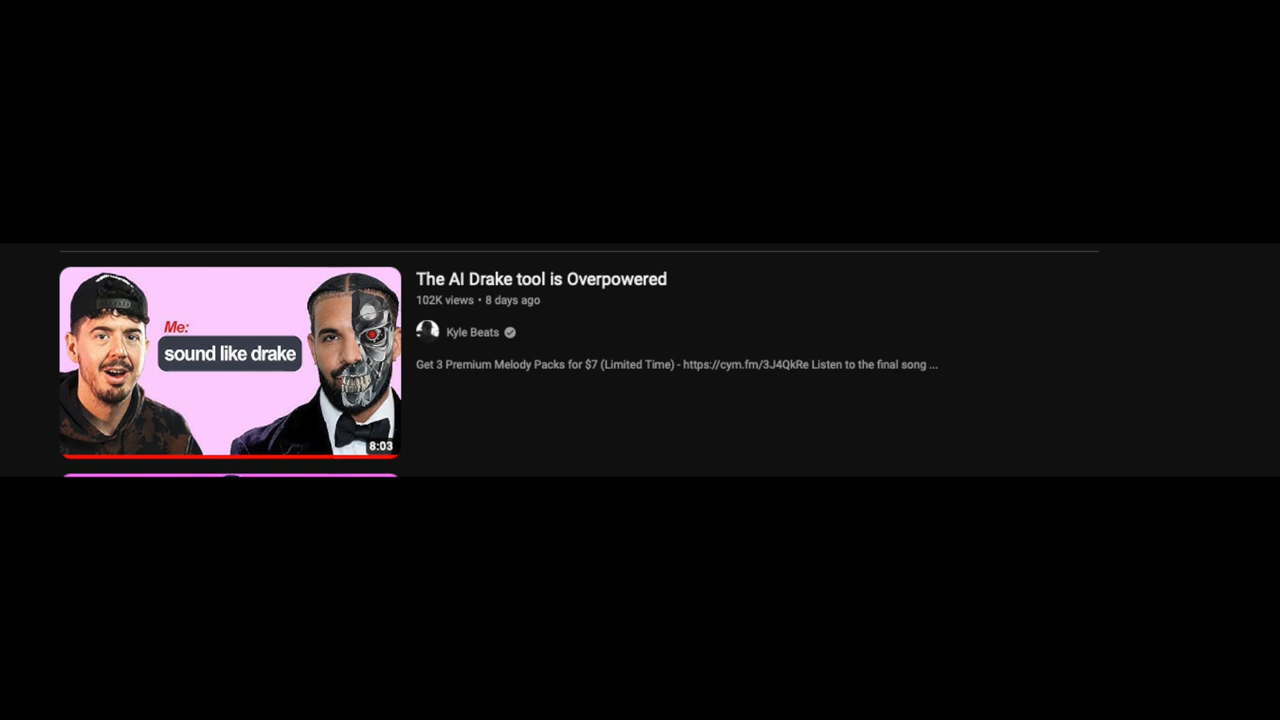 Me:
sound like drake
8:03
The AI Drake tool is Overpowered
102K views • 8 days ago
Kyle Beats
Get 3 Premium Melody Packs for $7 (Limited Time) - https://cym.fm/3J4QkRe Listen to the final song ...